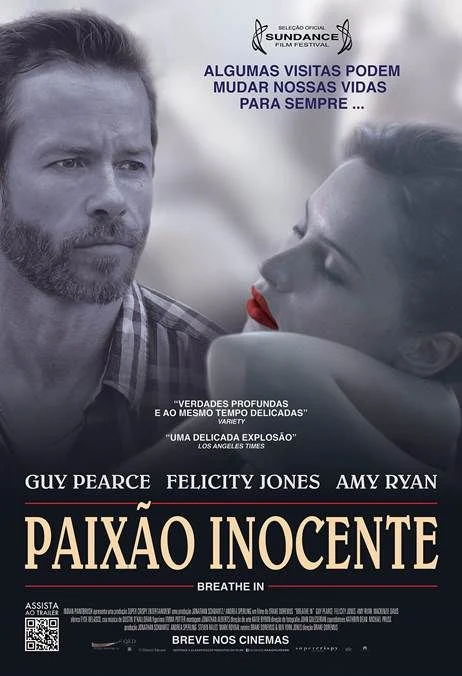 SELEÇÃO OFICIAL
SUNDANCE
FILM FESTIVAL
ALGUMAS VISITAS PODEM
MUDAR NOSSAS VIDAS
PARA SEMPRE ...
“VERDADES PROFUNDAS
E AO MESMO TEMPO DELICADAS”
VARIETY
“UMA DELICADA EXPLOSÃO”
LOS ANGELES TIMES
GUY PEARCE FELICITY JONES AMY RYAN
PAIXÃO INOCENTE
BREATHE IN
ASSISTA
AO TRAILER
BREVE NOS CINEMAS